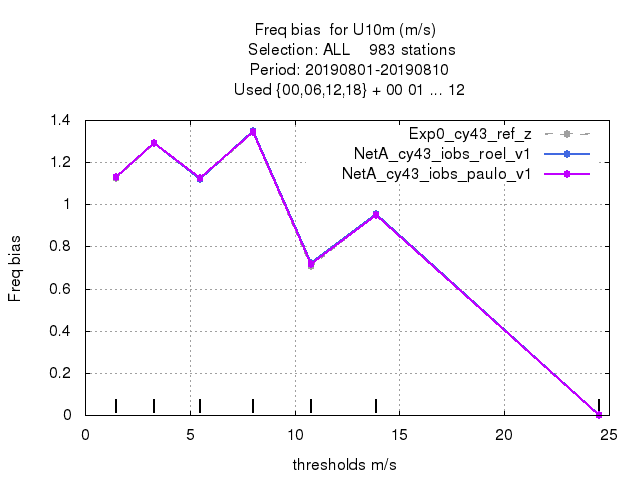 Freq bias  for U10m (m/s)
Selection: ALL    983 stations
Period: 20190801-20190810
Used {00,06,12,18} + 00 01 ... 12
Exp0_cy43_ref_z
NetA_cy43_iobs_roel_v1
NetA_cy43_iobs_paulo_v1
1.4
1.2
1
0.8
0.6
0.4
0.2
0
Freq bias
0 5 10 15 20 25
thresholds m/s